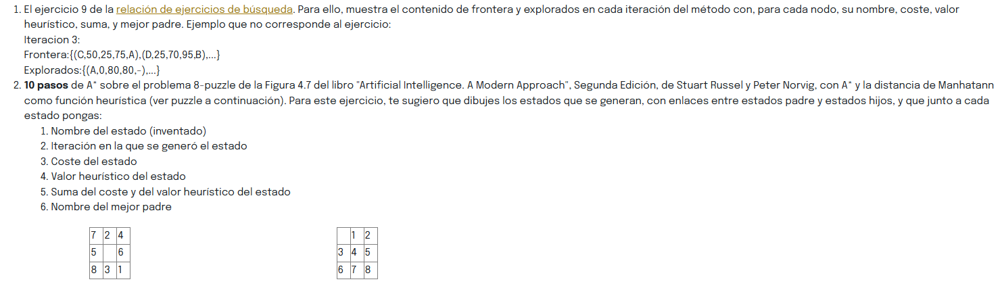 1. El ejercicio 9 de la relación de ejercicios de búsqueda. Para ello, muestra el contenido de frontera y explorados en cada iteración del método con, para cada nodo, su nombre, coste, valor
heurístico, suma, y mejor padre. Ejemplo que no corresponde al ejercicio:
Iteracion 3:
Frontera:{(C,50,25,75,A),(D,25,70,95,B),...}
Explorados:{(A,0,80,80,-),...}
2. 10 pasos de A* sobre el problema 8-puzzle de la Figura 4.7 del libro "Artificial Intelligence. A Modern Approach", Segunda Edición, de Stuart Russel y Peter Norvig, con A* y la distancia de Manhatann
como función heurística (ver puzzle a continuación). Para este ejercicio, te sugiero que dibujes los estados que se generan, con enlaces entre estados padre y estados hijos, y que junto a cada
estado pongas:
1. Nombre del estado (inventado)
2. Iteración en la que se generó el estado
3. Coste del estado
4. Valor heurístico del estado
5. Suma del coste y del valor heurístico del estado
6. Nombre del mejor padre
7 2 4
5 6
8 3 1
1 2
3 4 5
6 7 8